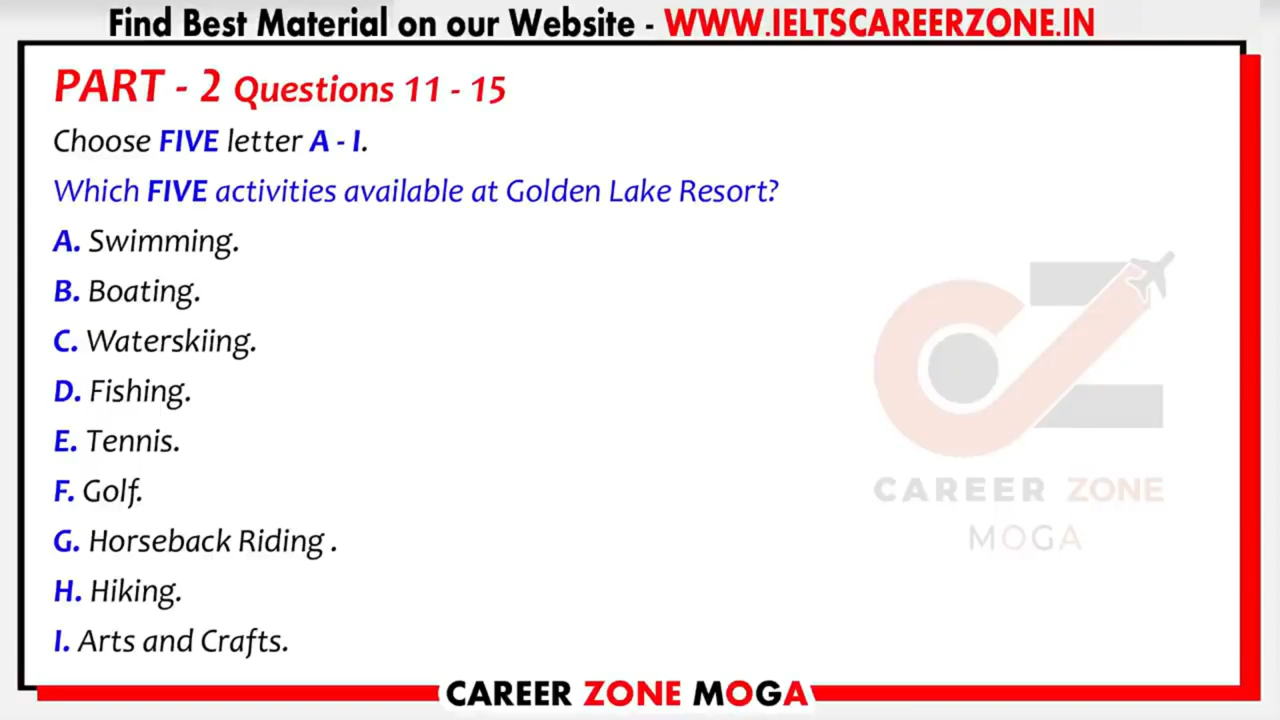 Find Best Material on our Website - WWW.IELTSCAREERZONE.IN
PART - 2 Questions 11 - 15
Choose FIVE letter A - I.
Which FIVE activities available at Golden Lake Resort?
A. Swimming.
B. Boating.
C. Waterskiing.
D. Fishing.
E. Tennis.
F. Golf.
G. Horseback Riding .
H. Hiking.
I. Arts and Crafts.
CAREER ZONE
MOGA
CAREER ZONE MOGA